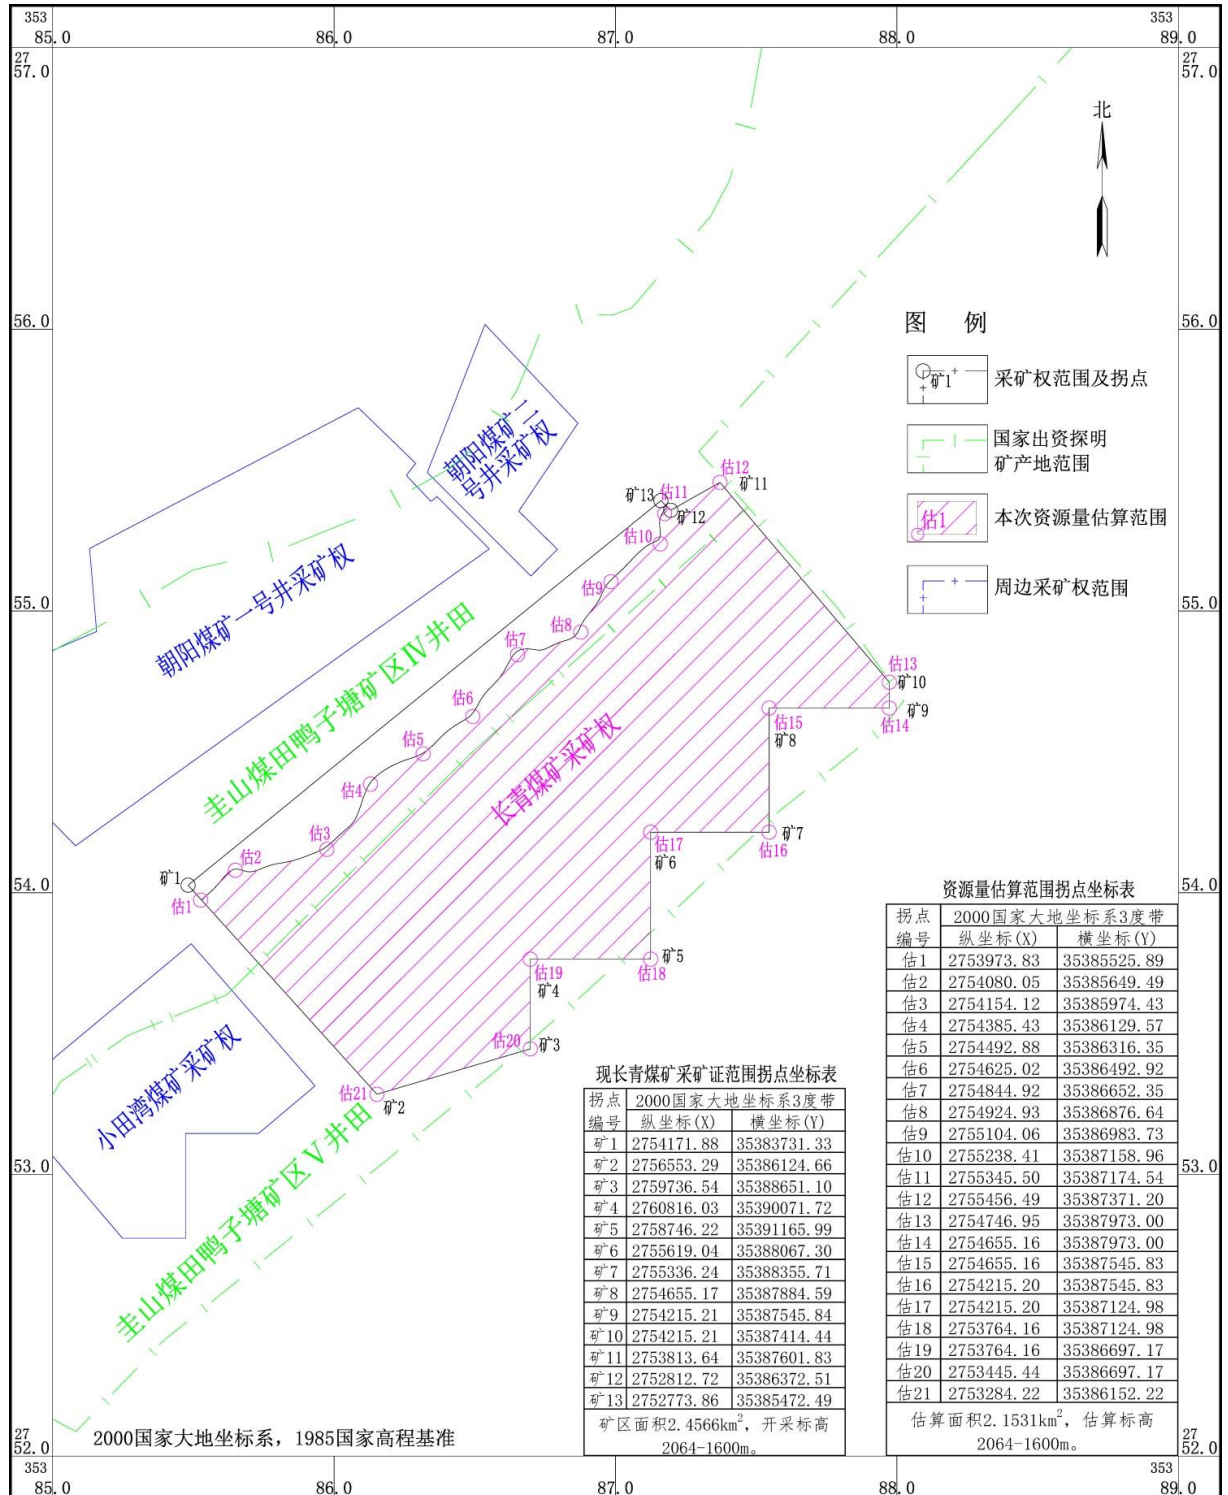 353
85.0
86.0
87.0
88.0
353
89.0
27
57.0
27
57.0
北
56.0
56.0
图 例
矿1
采矿权范围及拐点
国家出资探明
矿产地范围
估1
本次资源量估算范围
周边采矿权范围
朝阳煤矿二
号井采矿权
朝阳煤矿一号井采矿权
圭山煤田鸭子塘矿区Ⅳ井田
长青煤矿采矿权
小田湾煤矿采矿权
圭山煤田鸭子塘矿区Ⅴ井田
估12
矿11
矿13
估11
矿12
估10
估9
55.0
55.0
估8
估7
估13
矿10
估6
估15
矿9
估14
矿8
估5
估4
估3
估17
矿7
矿6
估16
估2
矿1
估1
54.0
54.0
矿5
估19
估18
矿4
估20
矿3
估21
矿2
53.0
53.0
资源量估算范围拐点坐标表
拐点 2000国家大地坐标系3度带
编号 纵坐标(X) 横坐标(Y)
估1 2753973.83 35385525.89
估2 2754080.05 35385649.49
估3 2754154.12 35385974.43
估4 2754385.43 35386129.57
估5 2754492.88 35386316.35
估6 2754625.02 35386492.92
估7 2754844.92 35386652.35
估8 2754924.93 35386876.64
估9 2755104.06 35386983.73
估10 2755238.41 35387158.96
估11 2755345.50 35387174.54
估12 2755456.49 35387371.20
估13 2754746.95 35387973.00
估14 2754655.16 35387973.00
估15 2754655.16 35387545.83
估16 2754215.20 35387545.83
估17 2754215.20 35387124.98
估18 2753764.16 35387124.98
估19 2753764.16 35386697.17
估20 2753445.44 35386697.17
估21 2753284.22 35386152.22
估算面积2.1531km²，估算标高
2064-1600m。
现长青煤矿采矿证范围拐点坐标表
拐点 2000国家大地坐标系3度带
编号 纵坐标(X) 横坐标(Y)
矿1 2754171.88 35383731.33
矿2 2756553.29 35386124.66
矿3 2759736.54 35388651.10
矿4 2760816.03 35390071.72
矿5 2758746.22 35391165.99
矿6 2755619.04 35388067.30
矿7 2755336.24 35388355.71
矿8 2754655.17 35387884.59
矿9 2754215.21 35387545.84
矿10 2754215.21 35387414.44
矿11 2753813.64 35387601.83
矿12 2752812.72 35386372.51
矿13 2752773.86 35385472.49
矿区面积2.4566km²，开采标高
2064-1600m。
2000国家大地坐标系，1985国家高程基准
27
52.0
27
52.0
353
85.0
86.0
87.0
88.0
353
89.0